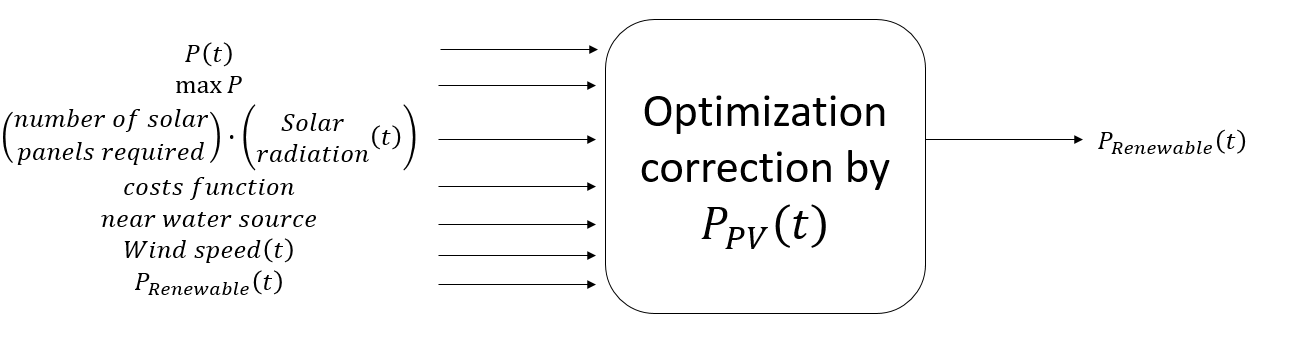 P(t)
max P
(number of solar panels required) · (Solar radiation (t))
costs function
near water source
Wind speed(t)
P_Renewable(t)
Optimization
correction by
P_PV(t)
P_Renewable(t)